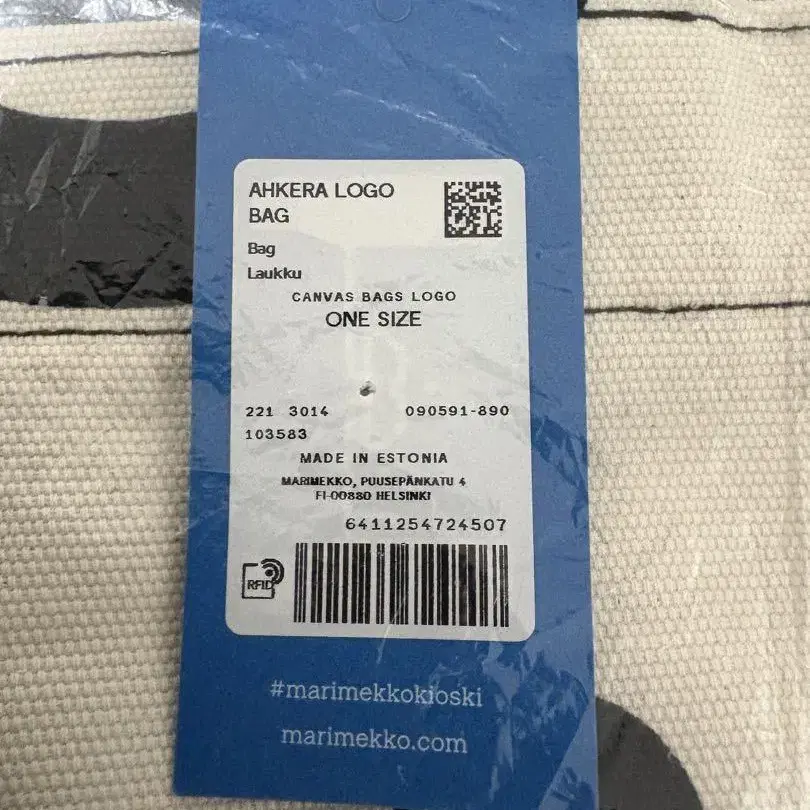 AHKERA LOGO
BAG
Bag
Laukku
CANVAS BAGS LOGO
ONE SIZE
221 3014 090591-890
103583
MADE IN ESTONIA
MARIMEKKO, PUUSEPÄNKATU 4
FI-00880 HELSINKI
6411254724507
RFID
#marimekkokioski
marimekko.com